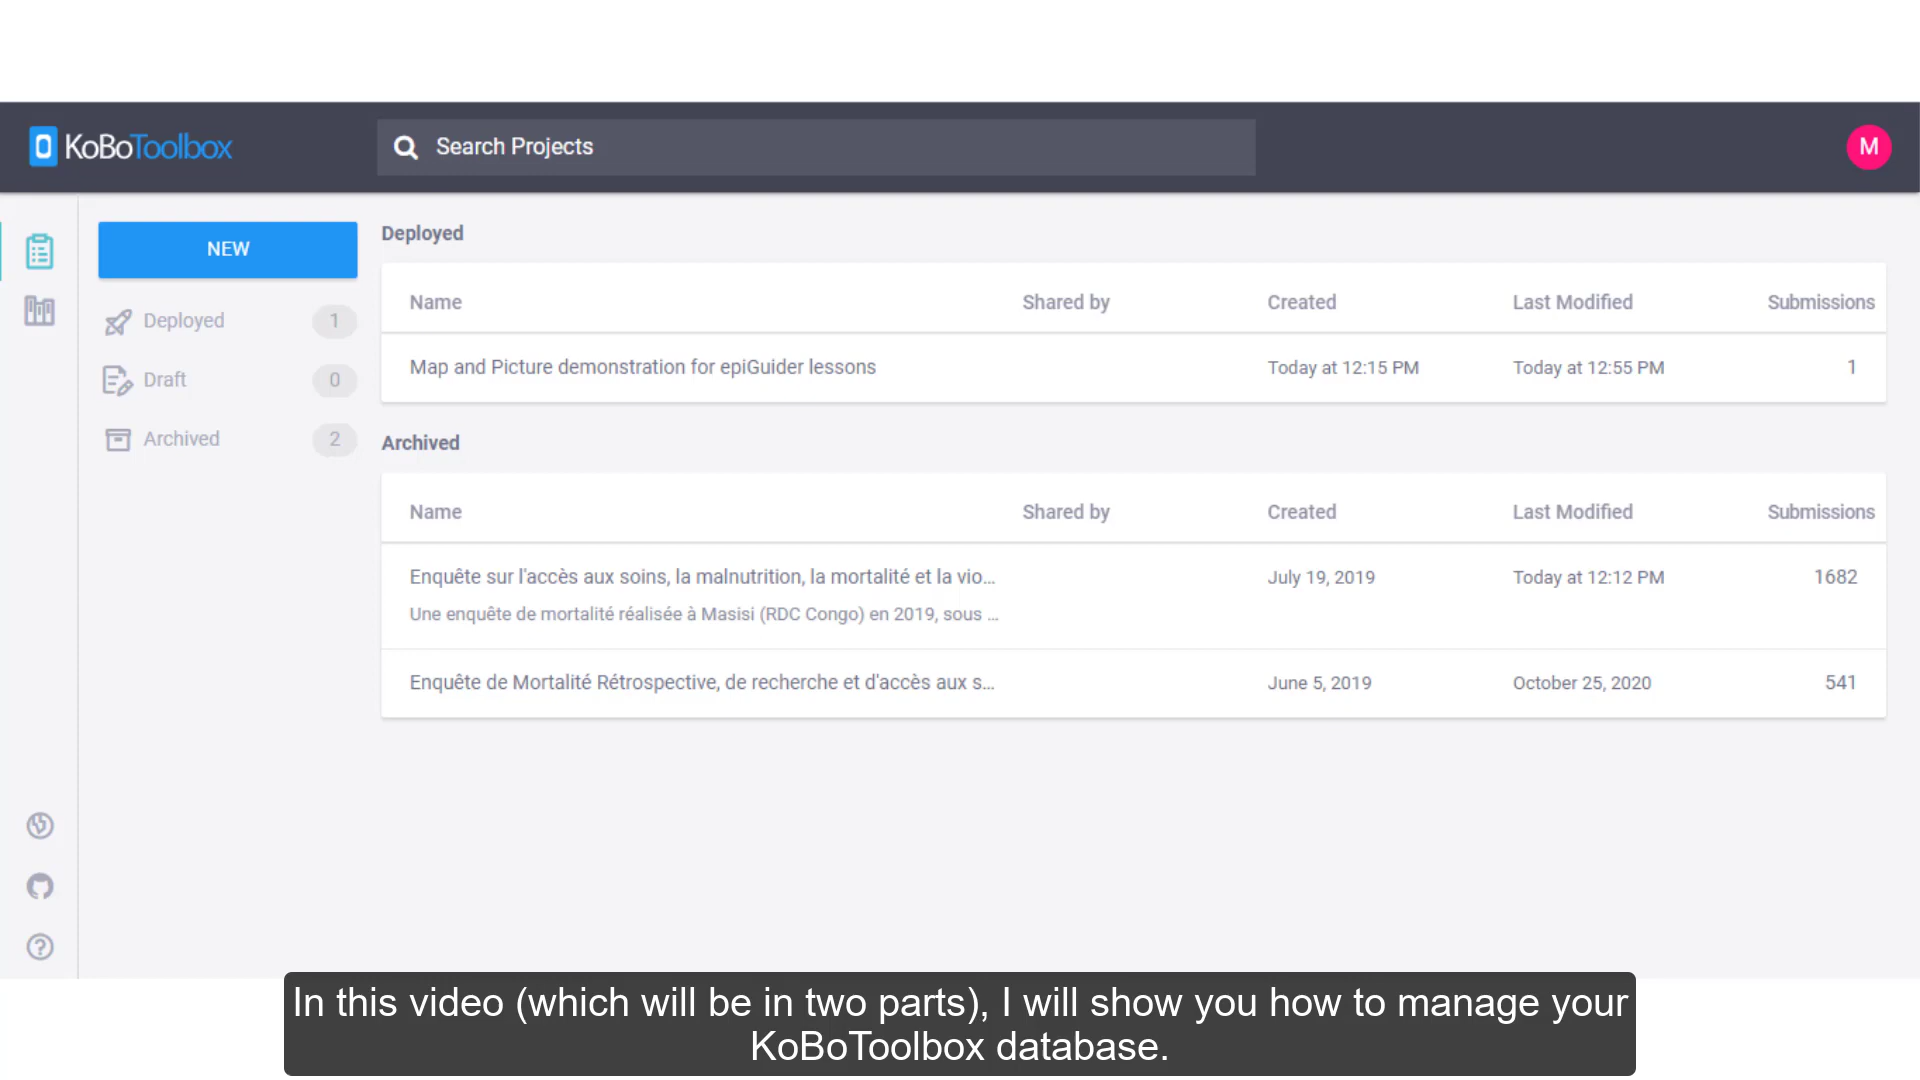 KoBoToolbox
Search Projects
M
NEW
Deployed 1
Draft 0
Archived 2
Deployed
Name Shared by Created Last Modified Submissions
Map and Picture demonstration for epiGuider lessons Today at 12:15 PM Today at 12:55 PM 1
Archived
Name Shared by Created Last Modified Submissions
Enquête sur l'accès aux soins, la malnutrition, la mortalité et la vio... July 19, 2019 Today at 12:12 PM 1682
Une enquête de mortalité réalisée à Masisi (RDC Congo) en 2019, sous ...
Enquête de Mortalité Rétrospective, de recherche et d'accès aux s... June 5, 2019 October 25, 2020 541
In this video (which will be in two parts), I will show you how to manage your
KoBoToolbox database.